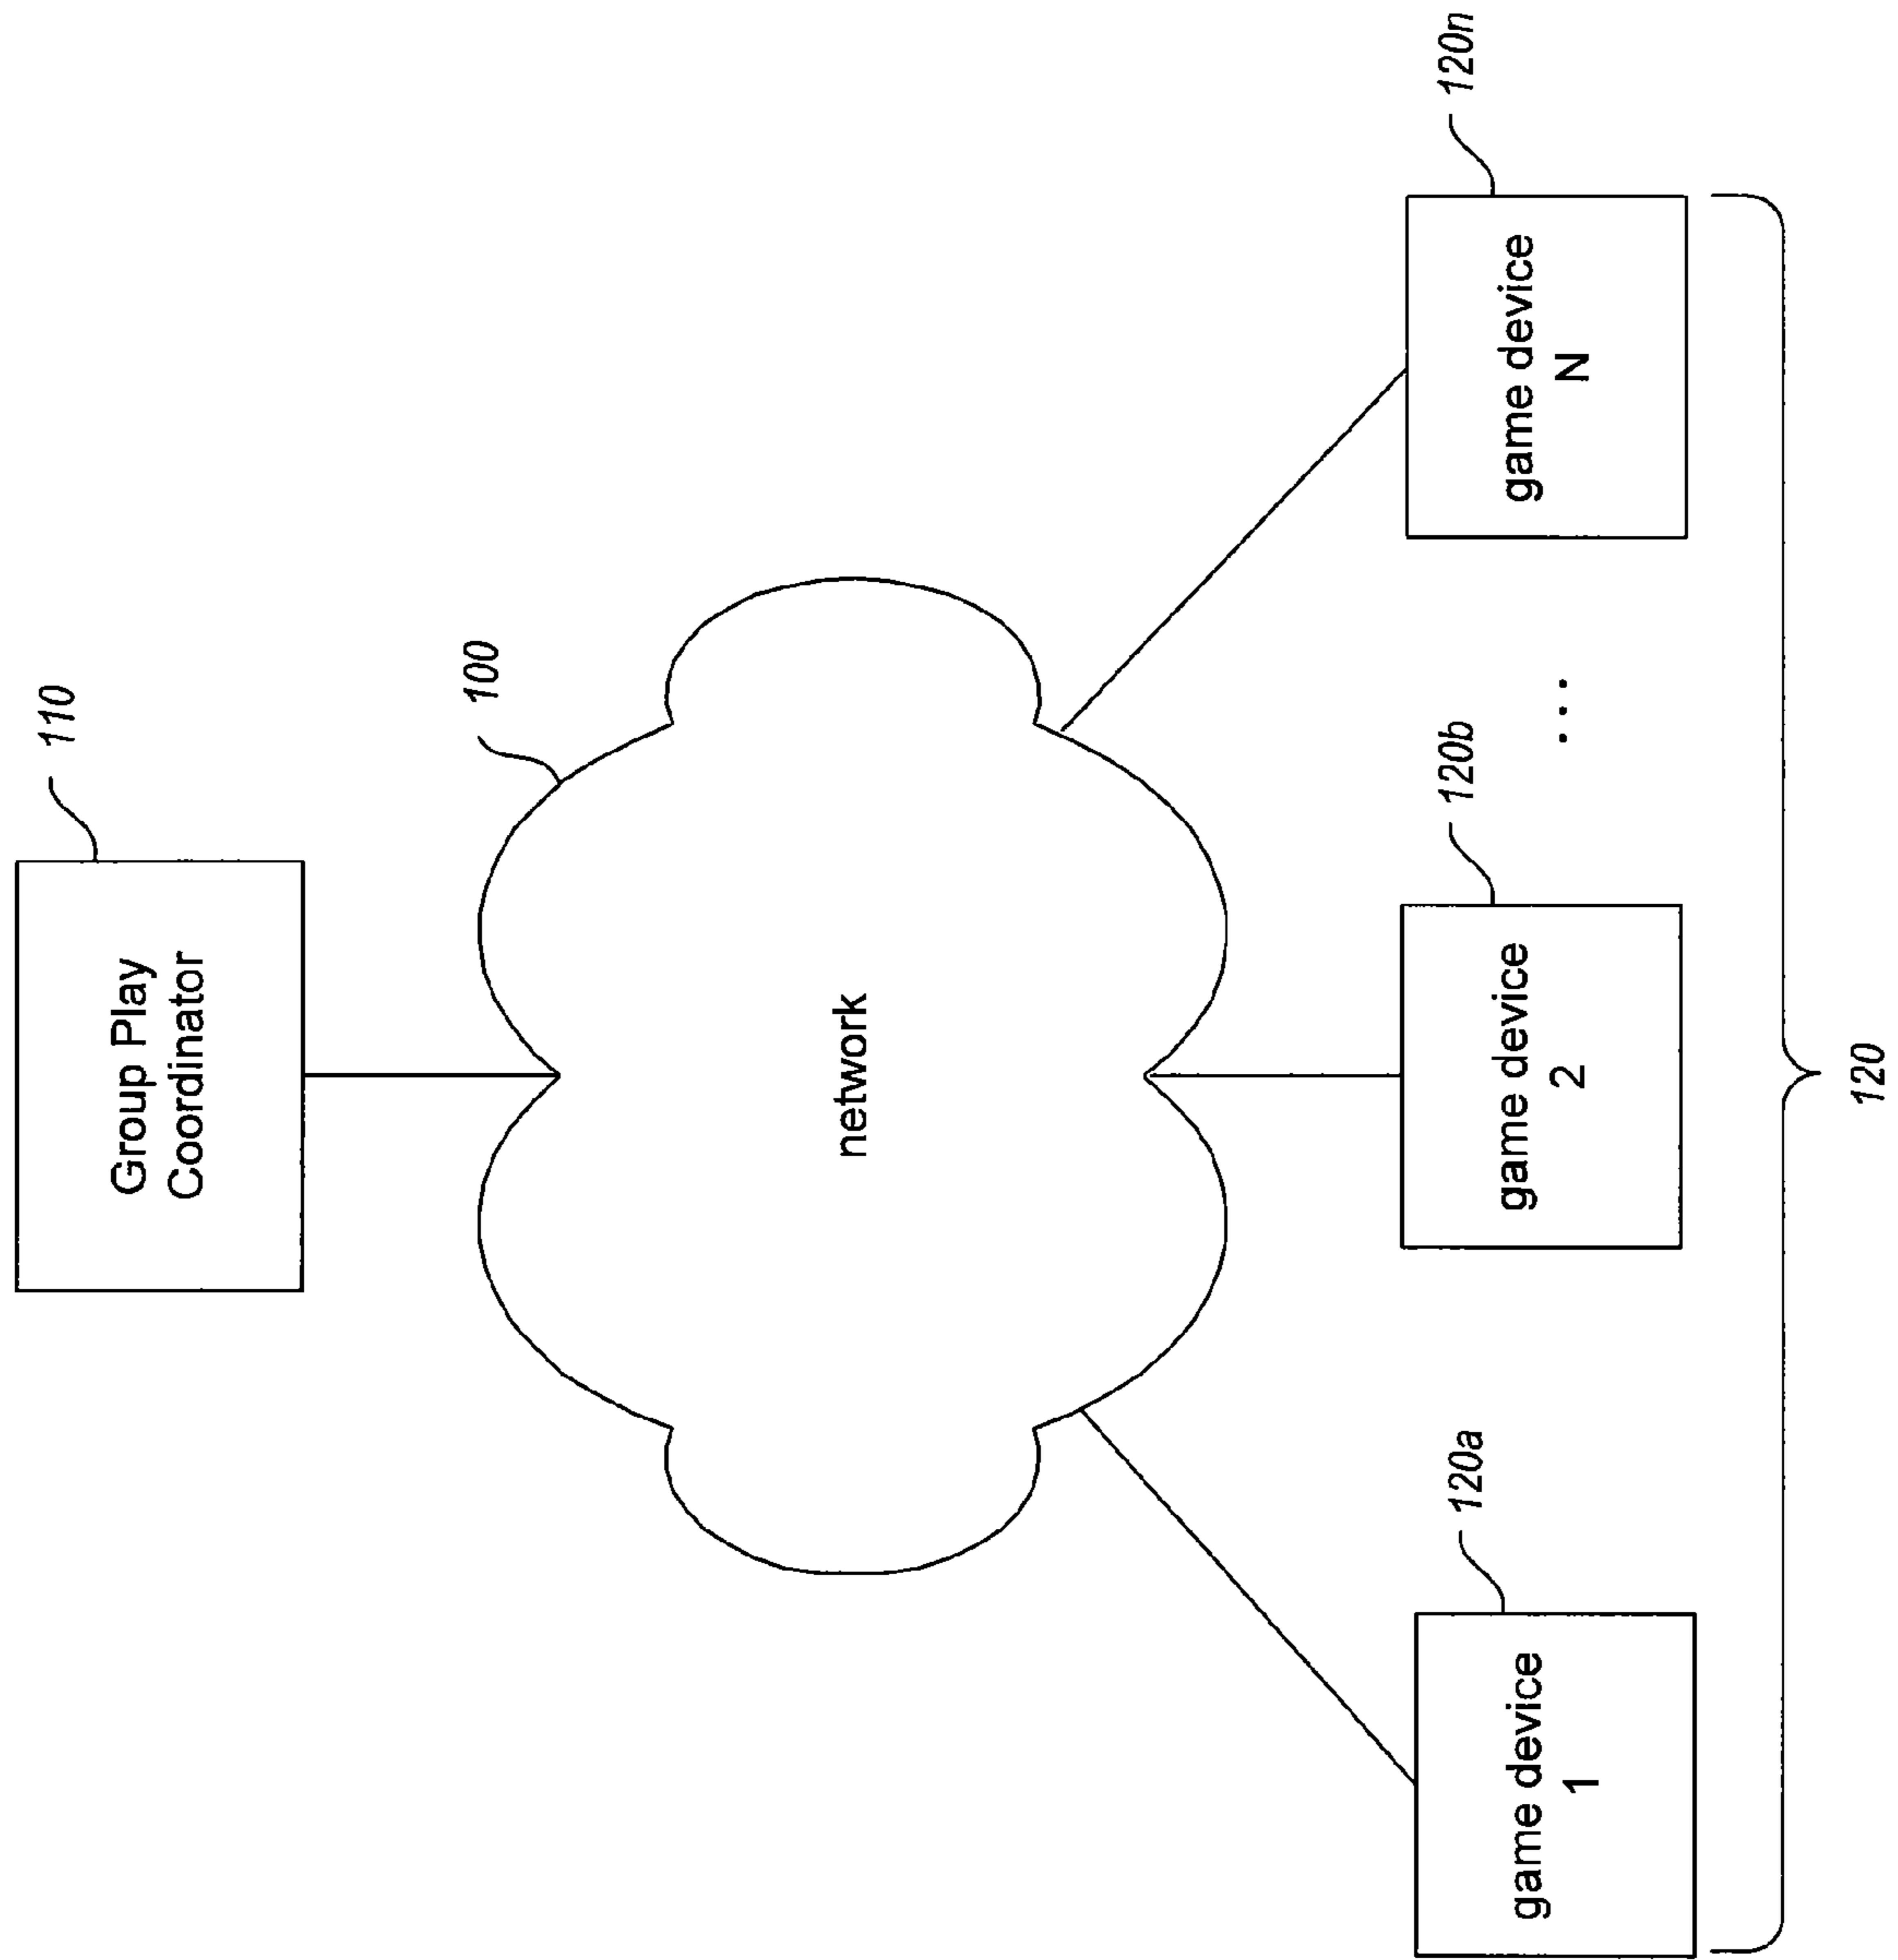 110
Group Play
Coordinator
100
network
120a
game device
1
120b
game device
2
...
120n
game device
N
120